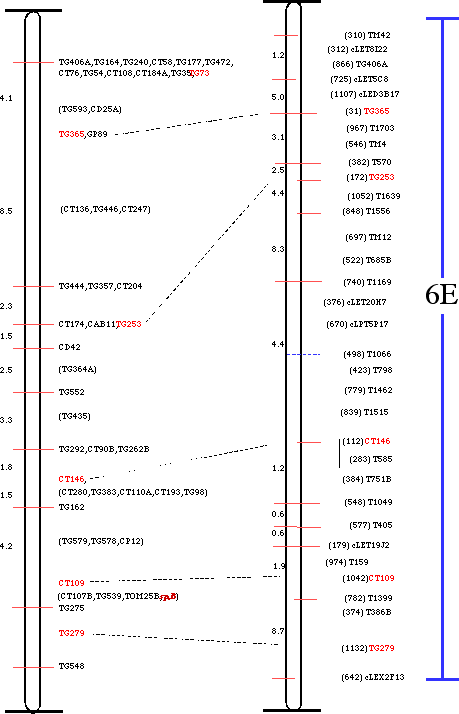 TG406A,TG164,TG240,CT58,TG177,TG472,
CT76,TG54,CT108,CT184A,TG35,TG73
4.1
(TG593,CD25A)
TG365,GP89
8.5
(CT136,TG446,CT247)
TG444,TG357,CT204
2.3
CT174,CAB11,TG253
1.5
CD42
2.5
(TG364A)
TG552
3.3
(TG435)
TG292,CT90B,TG262B
1.8
CT146,
(CT280,TG383,CT110A,CT193,TG98)
1.5
TG162
4.2
(TG579,TG578,CP12)
CT109
(CT107B,TG539,TOM25B,
TG275
TG279
TG548
(310) TM42
1.2
(312) cLET8I22
(866) TG406A
(725) cLET5C8
5.0
(1107) cLED3B17
(31) TG365
(967) T1703
3.1
(546) TM4
(382) T570
2.5
(172) TG253
4.4
(1052) T1639
(848) T1556
(697) TM12
8.3
(522) T685B
(740) T1169
(376) cLET20H7
(670) cLPT5P17
4.4
(498) T1066
(423) T798
(779) T1462
(839) T1515
(112) CT146
(283) T585
1.2
(384) T751B
(548) T1049
0.6
(577) T405
0.6
(179) cLET19J2
(974) T159
1.9
(1042)CT109
(782) T1399
(374) T386B
8.7
(1132) TG279
(642) cLEX2F13
6E